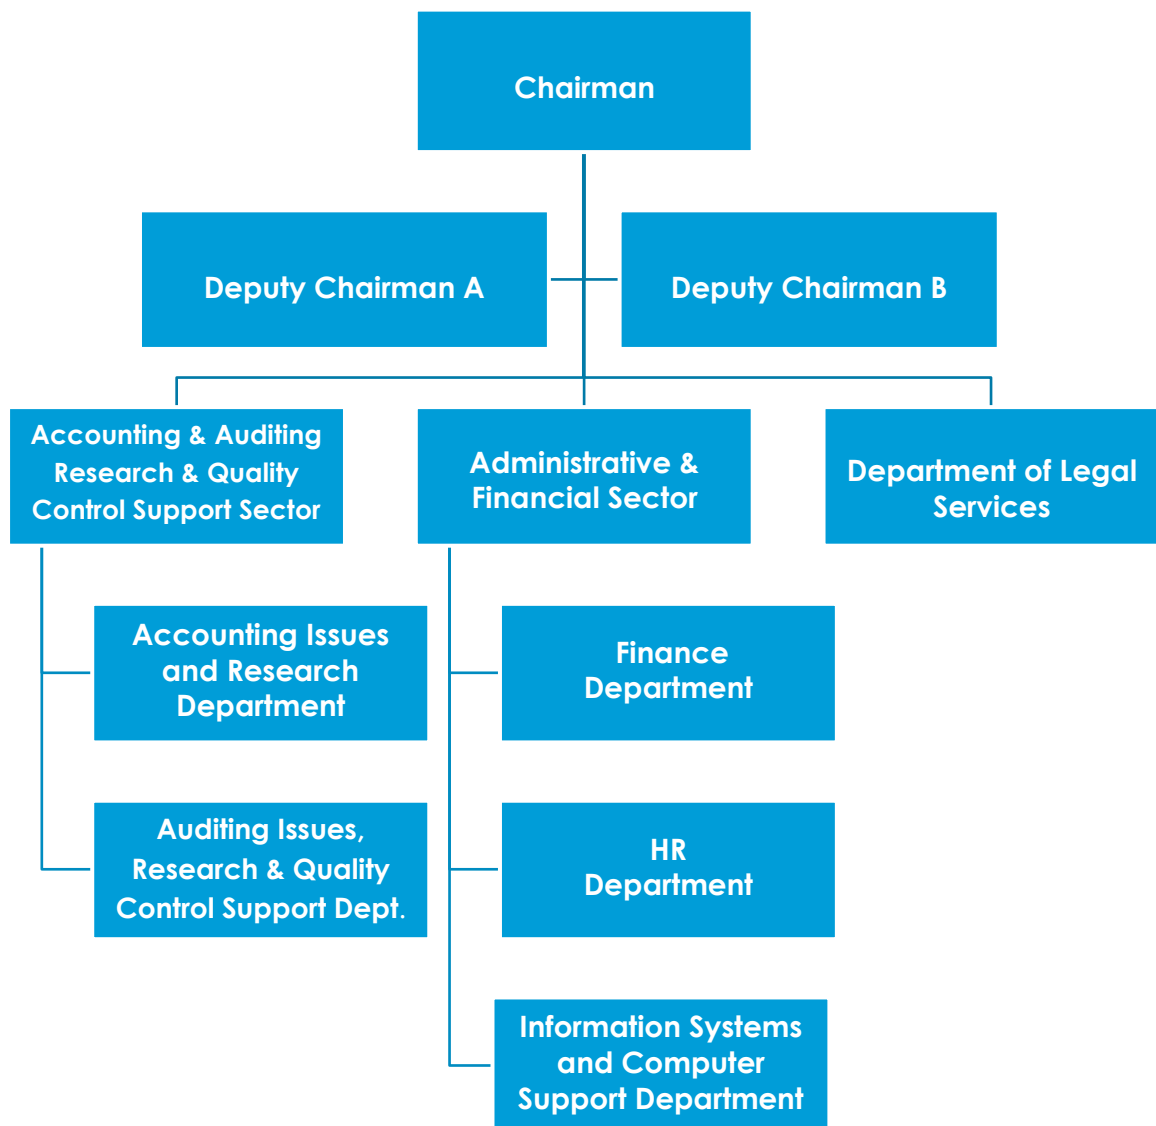 Chairman
Deputy Chairman A
Deputy Chairman B
Accounting & Auditing
Research & Quality
Control Support Sector
Administrative &
Financial Sector
Department of Legal
Services
Accounting Issues
and Research
Department
Finance
Department
Auditing Issues,
Research & Quality
Control Support Dept.
HR
Department
Information Systems
and Computer
Support Department